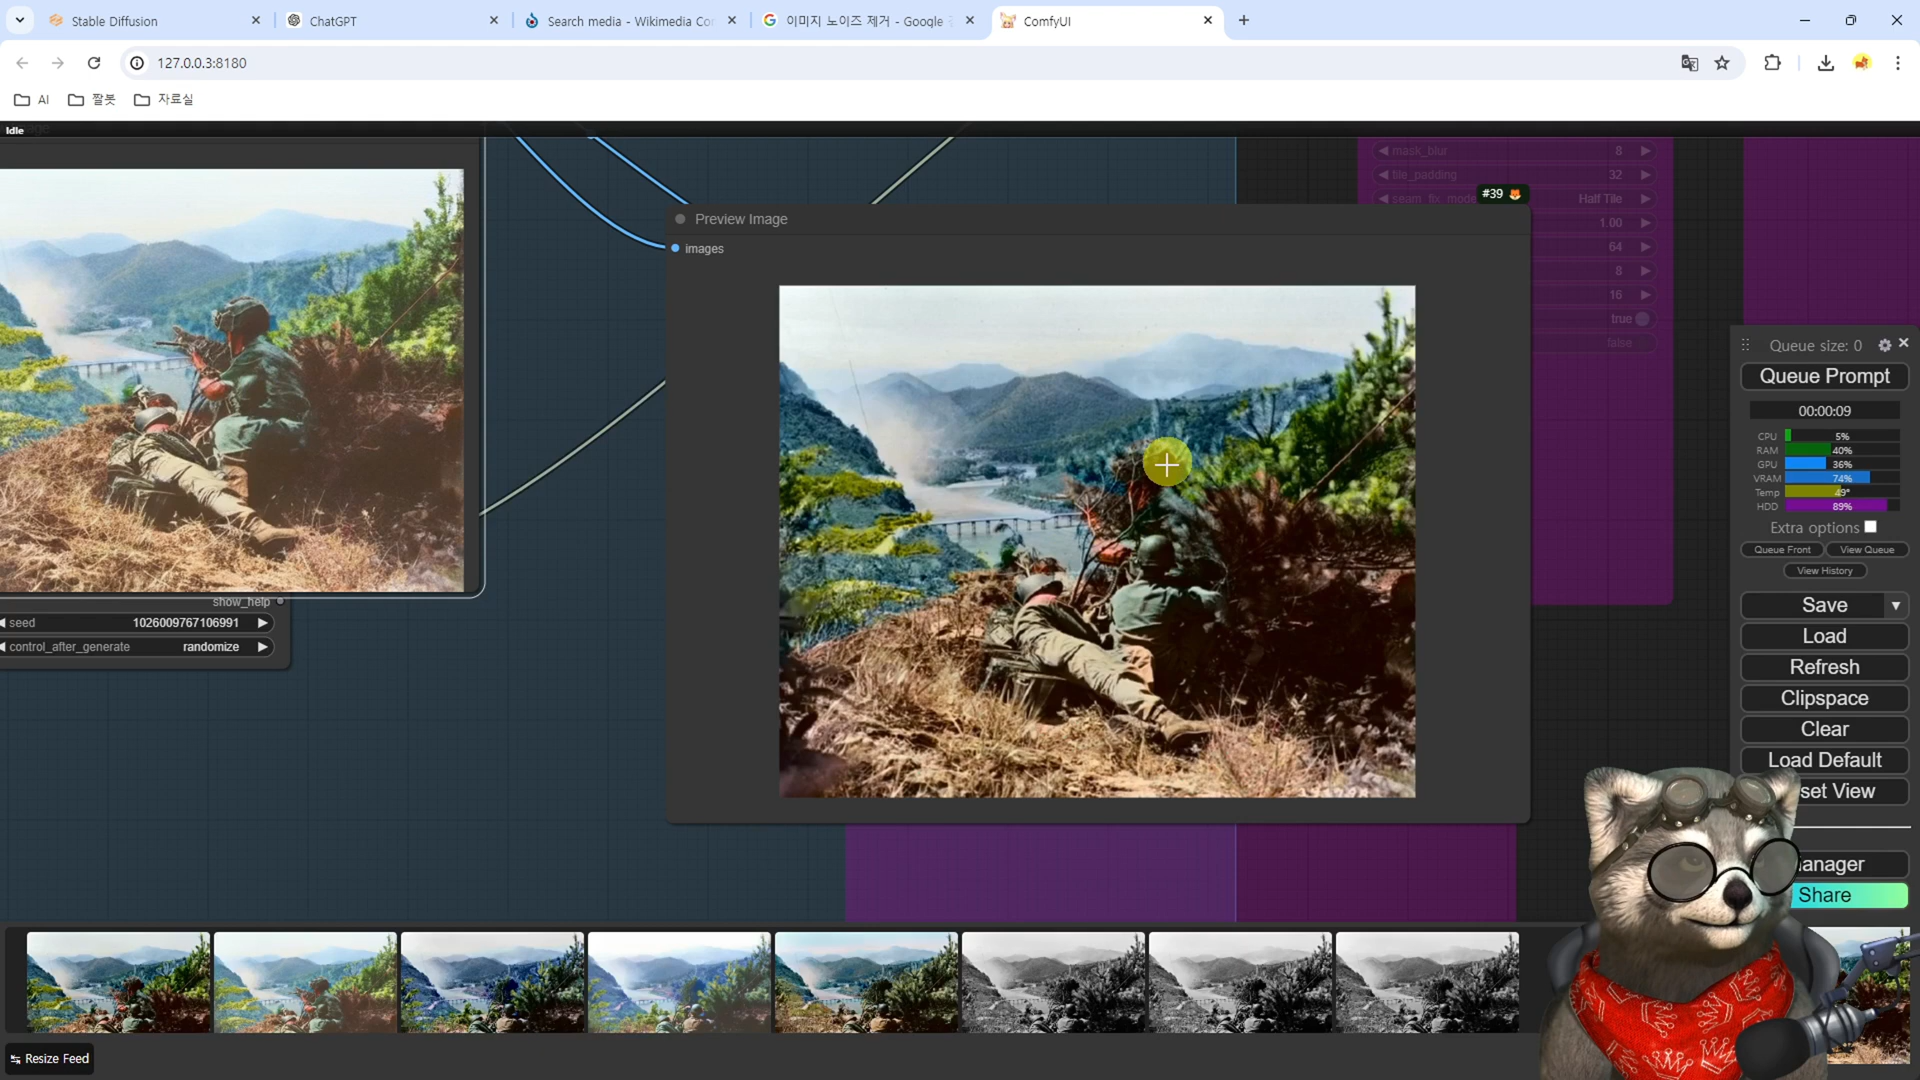 Stable Diffusion
ChatGPT
Search media - Wikimedia Co
이미지 노이즈 제거 - Google
ComfyUI
127.0.0.3:8180
AI
짤봇
자료실
Idle
mask_blur 8
tile_padding 32
#39
seam_fix_mode Half Tile
1.00
64
8
16
true
false
Preview Image
images
show_help
seed 1026009767106991
control_after_generate randomize
Queue size: 0
Queue Prompt
00:00:09
CPU 5%
RAM 40%
GPU 36%
VRAM 74%
Temp 49°
HDD 89%
Extra options
Queue Front
View Queue
View History
Save
Load
Refresh
Clipspace
Clear
Load Default
set View
anager
Share
Resize Feed